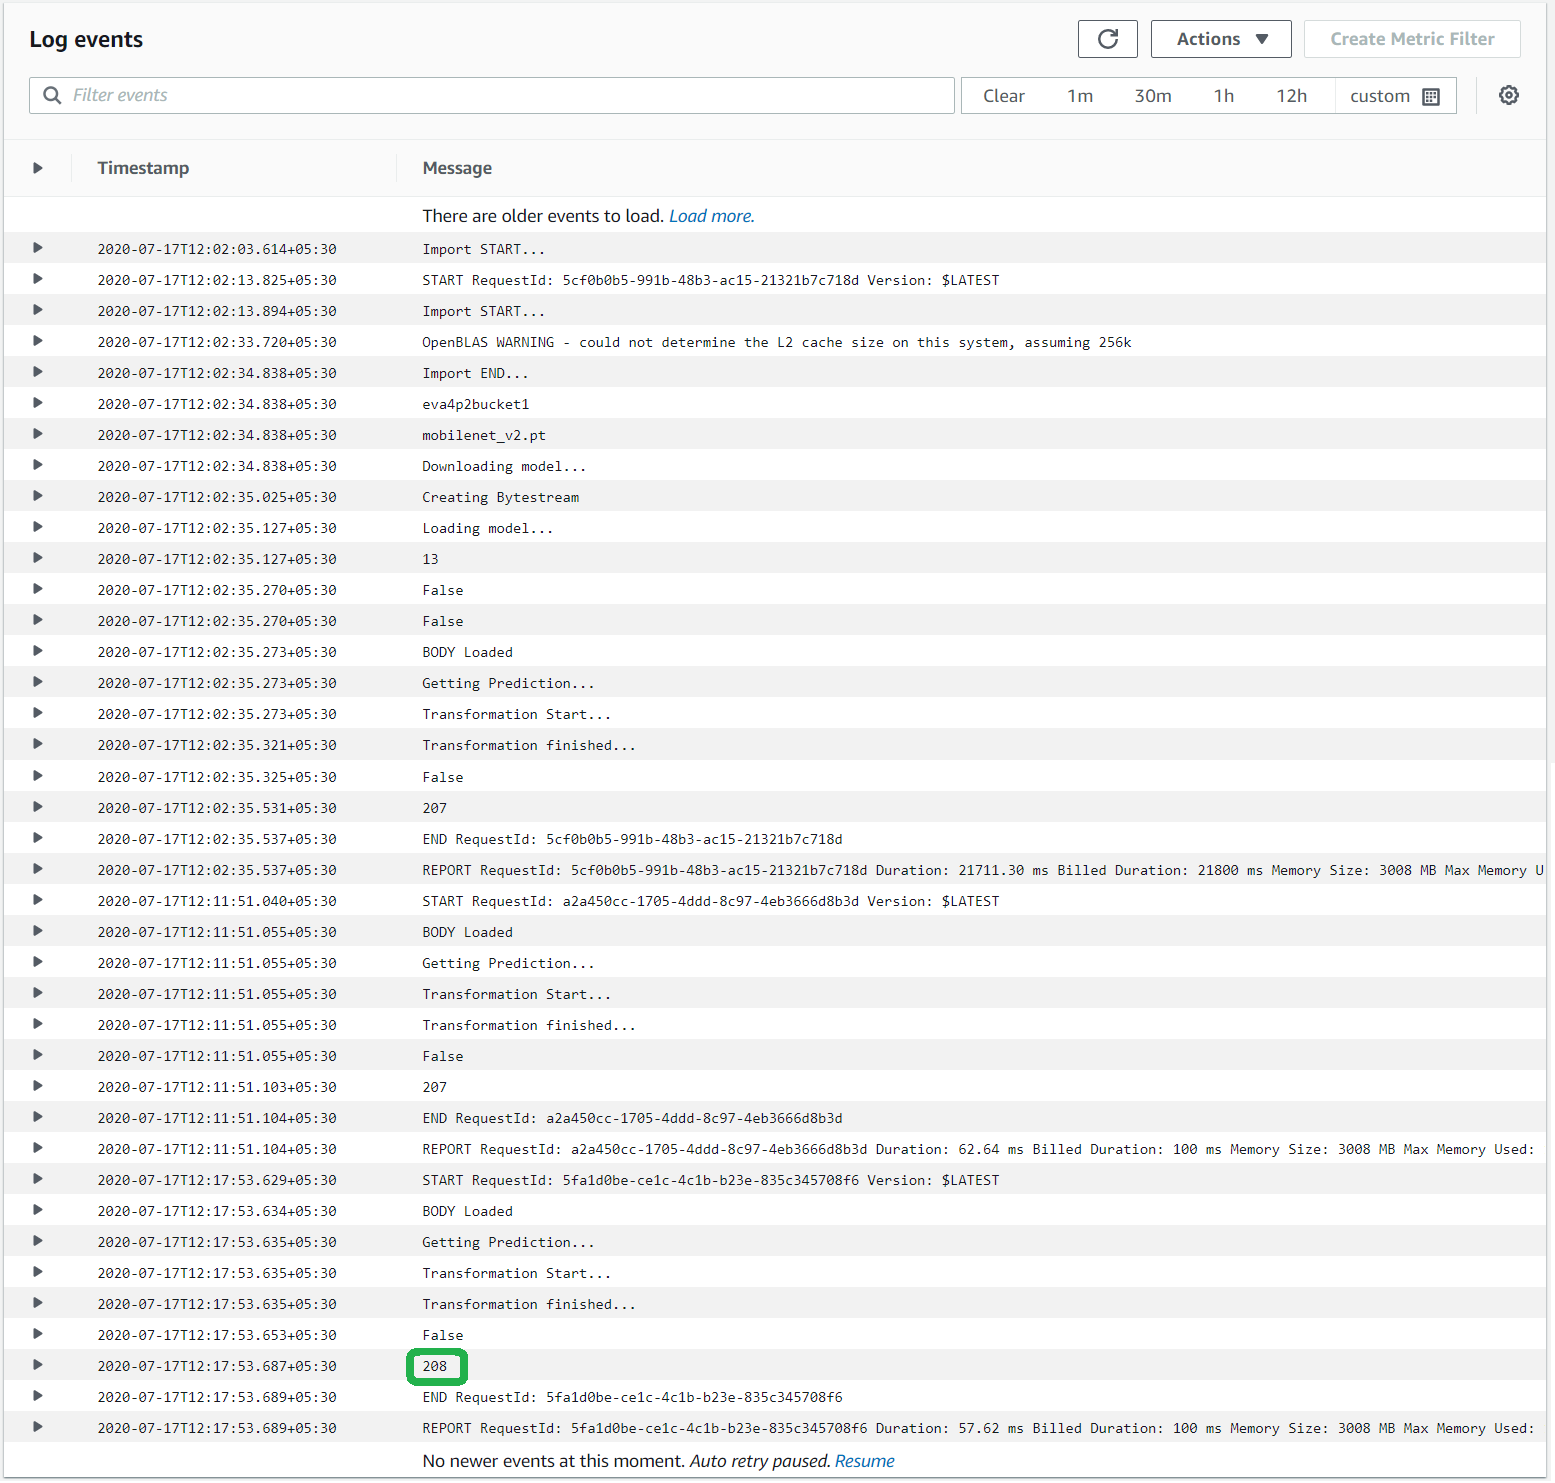 Log events
Actions
Create Metric Filter
Filter events
Clear 1m 30m 1h 12h custom
Timestamp Message
There are older events to load. Load more.
2020-07-17T12:02:03.614+05:30 Import START...
2020-07-17T12:02:13.825+05:30 START RequestId: 5cf0b0b5-991b-48b3-ac15-21321b7c718d Version: $LATEST
2020-07-17T12:02:13.894+05:30 Import START...
2020-07-17T12:02:33.720+05:30 OpenBLAS WARNING - could not determine the L2 cache size on this system, assuming 256k
2020-07-17T12:02:34.838+05:30 Import END...
2020-07-17T12:02:34.838+05:30 eva4p2bucket1
2020-07-17T12:02:34.838+05:30 mobilenet_v2.pt
2020-07-17T12:02:34.838+05:30 Downloading model...
2020-07-17T12:02:35.025+05:30 Creating Bytestream
2020-07-17T12:02:35.127+05:30 Loading model...
2020-07-17T12:02:35.127+05:30 13
2020-07-17T12:02:35.270+05:30 False
2020-07-17T12:02:35.270+05:30 False
2020-07-17T12:02:35.273+05:30 BODY Loaded
2020-07-17T12:02:35.273+05:30 Getting Prediction...
2020-07-17T12:02:35.273+05:30 Transformation Start...
2020-07-17T12:02:35.321+05:30 Transformation finished...
2020-07-17T12:02:35.325+05:30 False
2020-07-17T12:02:35.531+05:30 207
2020-07-17T12:02:35.537+05:30 END RequestId: 5cf0b0b5-991b-48b3-ac15-21321b7c718d
2020-07-17T12:02:35.537+05:30 REPORT RequestId: 5cf0b0b5-991b-48b3-ac15-21321b7c718d Duration: 21711.30 ms Billed Duration: 21800 ms Memory Size: 3008 MB Max Memory U
2020-07-17T12:11:51.040+05:30 START RequestId: a2a450cc-1705-4ddd-8c97-4eb3666d8b3d Version: $LATEST
2020-07-17T12:11:51.055+05:30 BODY Loaded
2020-07-17T12:11:51.055+05:30 Getting Prediction...
2020-07-17T12:11:51.055+05:30 Transformation Start...
2020-07-17T12:11:51.055+05:30 Transformation finished...
2020-07-17T12:11:51.055+05:30 False
2020-07-17T12:11:51.103+05:30 207
2020-07-17T12:11:51.104+05:30 END RequestId: a2a450cc-1705-4ddd-8c97-4eb3666d8b3d
2020-07-17T12:11:51.104+05:30 REPORT RequestId: a2a450cc-1705-4ddd-8c97-4eb3666d8b3d Duration: 62.64 ms Billed Duration: 100 ms Memory Size: 3008 MB Max Memory Used:
2020-07-17T12:17:53.629+05:30 START RequestId: 5fa1d0be-ce1c-4c1b-b23e-835c345708f6 Version: $LATEST
2020-07-17T12:17:53.634+05:30 BODY Loaded
2020-07-17T12:17:53.635+05:30 Getting Prediction...
2020-07-17T12:17:53.635+05:30 Transformation Start...
2020-07-17T12:17:53.635+05:30 Transformation finished...
2020-07-17T12:17:53.653+05:30 False
2020-07-17T12:17:53.687+05:30 208
2020-07-17T12:17:53.689+05:30 END RequestId: 5fa1d0be-ce1c-4c1b-b23e-835c345708f6
2020-07-17T12:17:53.689+05:30 REPORT RequestId: 5fa1d0be-ce1c-4c1b-b23e-835c345708f6 Duration: 57.62 ms Billed Duration: 100 ms Memory Size: 3008 MB Max Memory Used:
No newer events at this moment. Auto retry paused. Resume